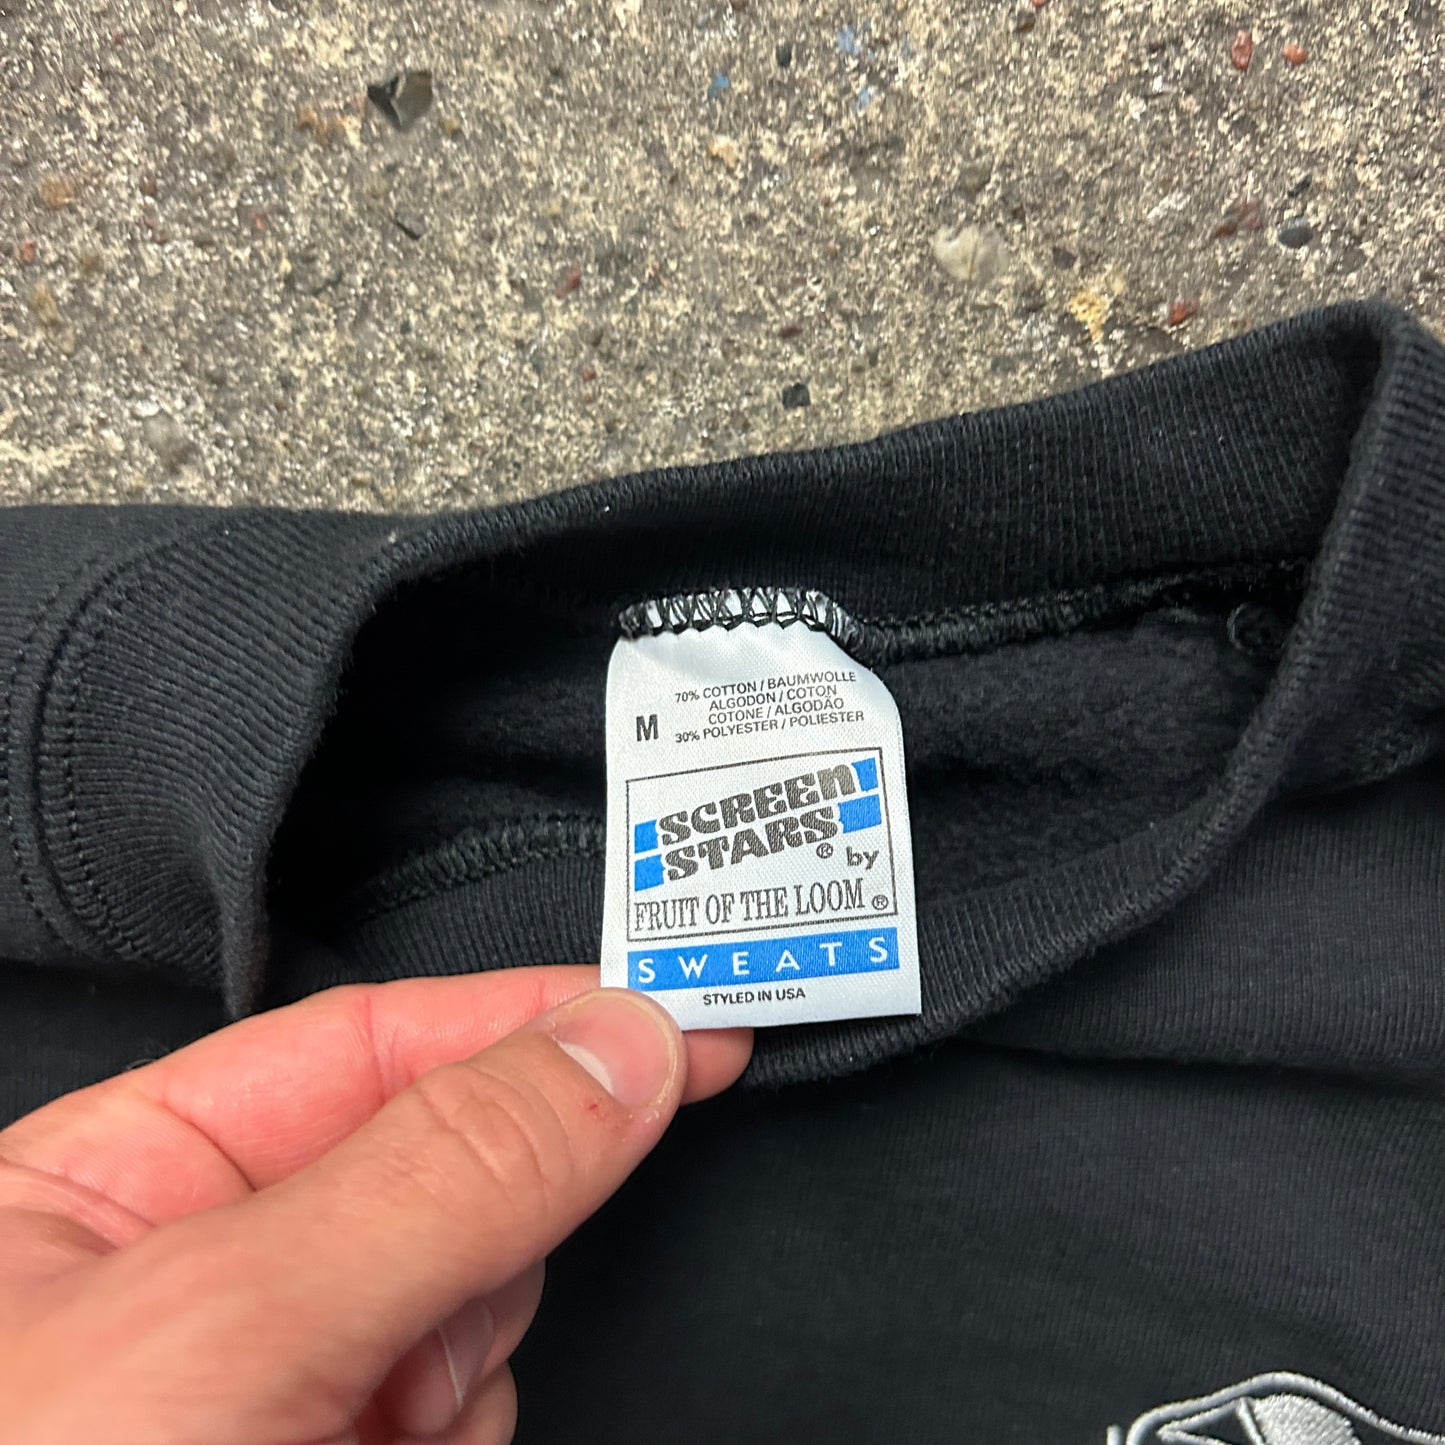 70% COTTON / BAUMWOLLE
ALGODON / COTON
COTONE / ALGODÃO
M 30% POLYESTER / POLIESTER
SCREEN
STARS® by
FRUIT OF THE LOOM®
SWEATS
STYLED IN USA